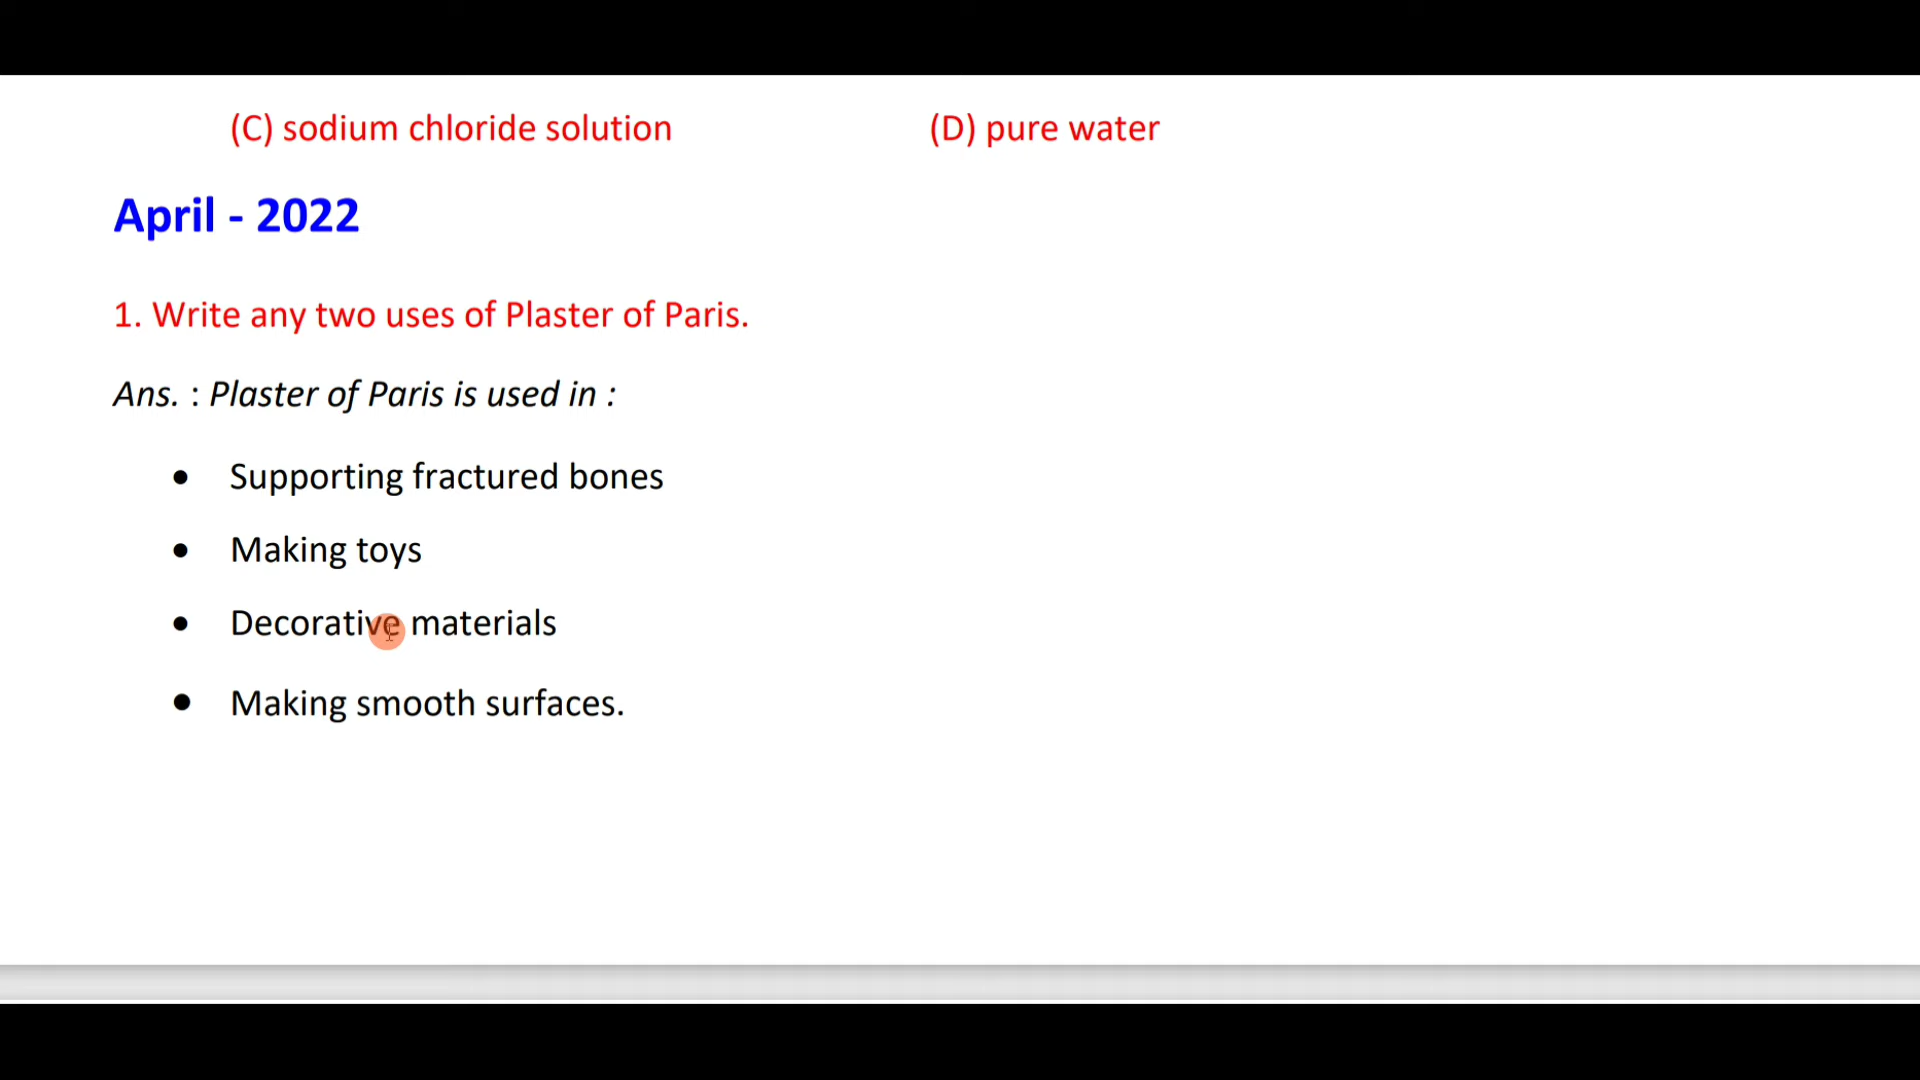 (C) sodium chloride solution (D) pure water
April - 2022
1. Write any two uses of Plaster of Paris.
Ans. : Plaster of Paris is used in :
• Supporting fractured bones
• Making toys
• Decorative materials
• Making smooth surfaces.